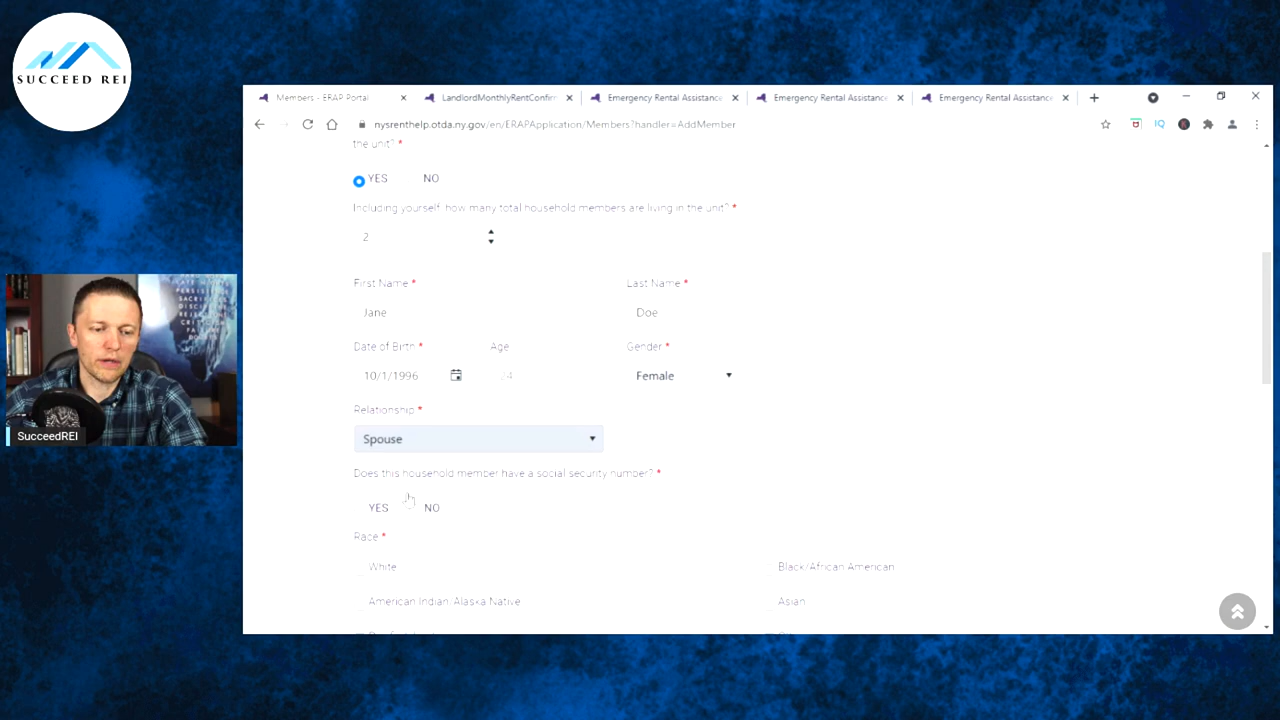 SUCCEED REI
Members - ERAP Portal
LandlordMonthlyRentConfir
Emergency Rental Assistance
Emergency Rental Assistance
Emergency Rental Assistance
nysrenthelp.otda.ny.gov/en/ERAPApplication/Members?handler=AddMember
IQ
the unit? *
YES NO
Including yourself, how many total household members are living in the unit? *
2
First Name * Last Name *
Jane Doe
Date of Birth * Age Gender *
10/1/1996 24 Female
Relationship *
Spouse
Does this household member have a social security number? *
YES NO
Race *
White Black/African American
American Indian/Alaska Native Asian
SucceedREI